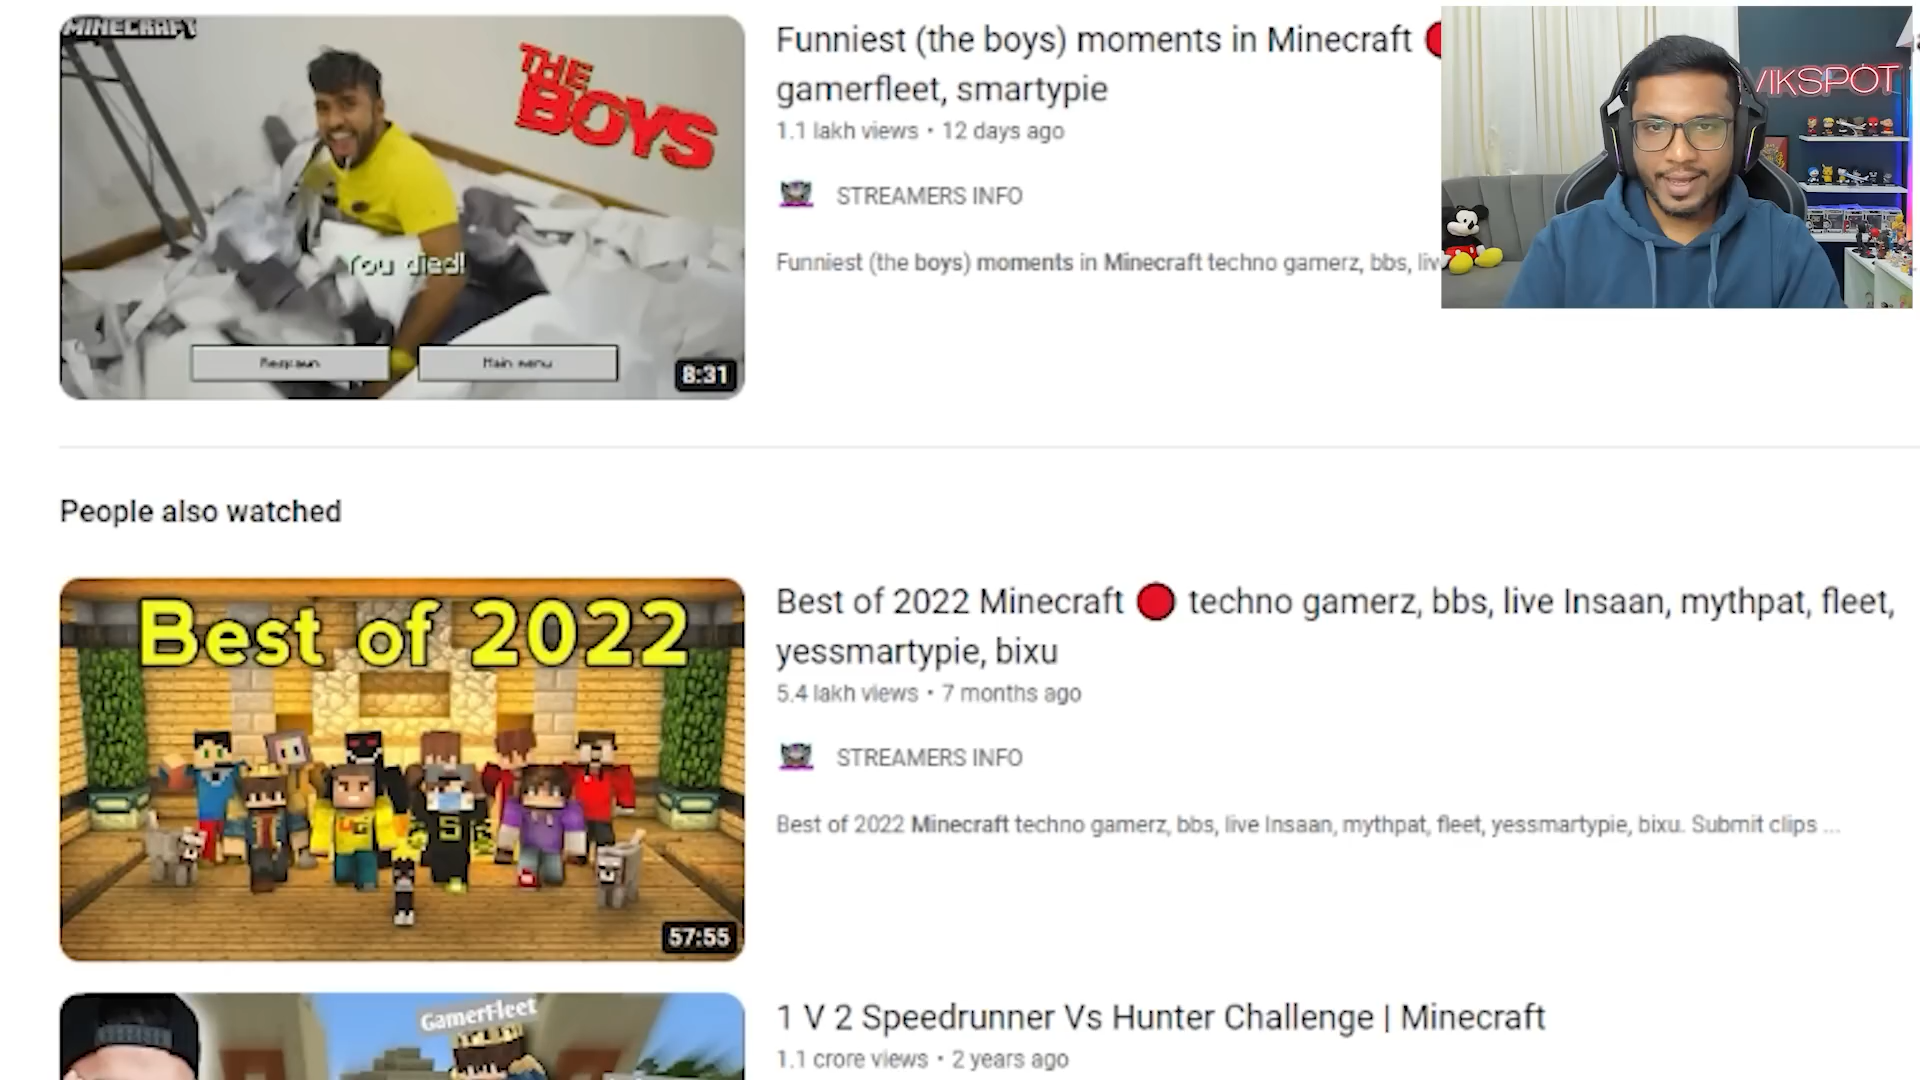 MINECRAFT
THE
BOYS
You died!
Respawn
Main menu
8:31
Funniest (the boys) moments in Minecraft 🔴
gamerfleet, smartypie
1.1 lakh views • 12 days ago
STREAMERS INFO
Funniest (the boys) moments in Minecraft techno gamerz, bbs, liv
VIKSPOT
People also watched
Best of 2022
57:55
Best of 2022 Minecraft 🔴 techno gamerz, bbs, live Insaan, mythpat, fleet,
yessmartypie, bixu
5.4 lakh views • 7 months ago
STREAMERS INFO
Best of 2022 Minecraft techno gamerz, bbs, live Insaan, mythpat, fleet, yessmartypie, bixu. Submit clips ...
GamerFleet
1 V 2 Speedrunner Vs Hunter Challenge | Minecraft
1.1 crore views • 2 years ago